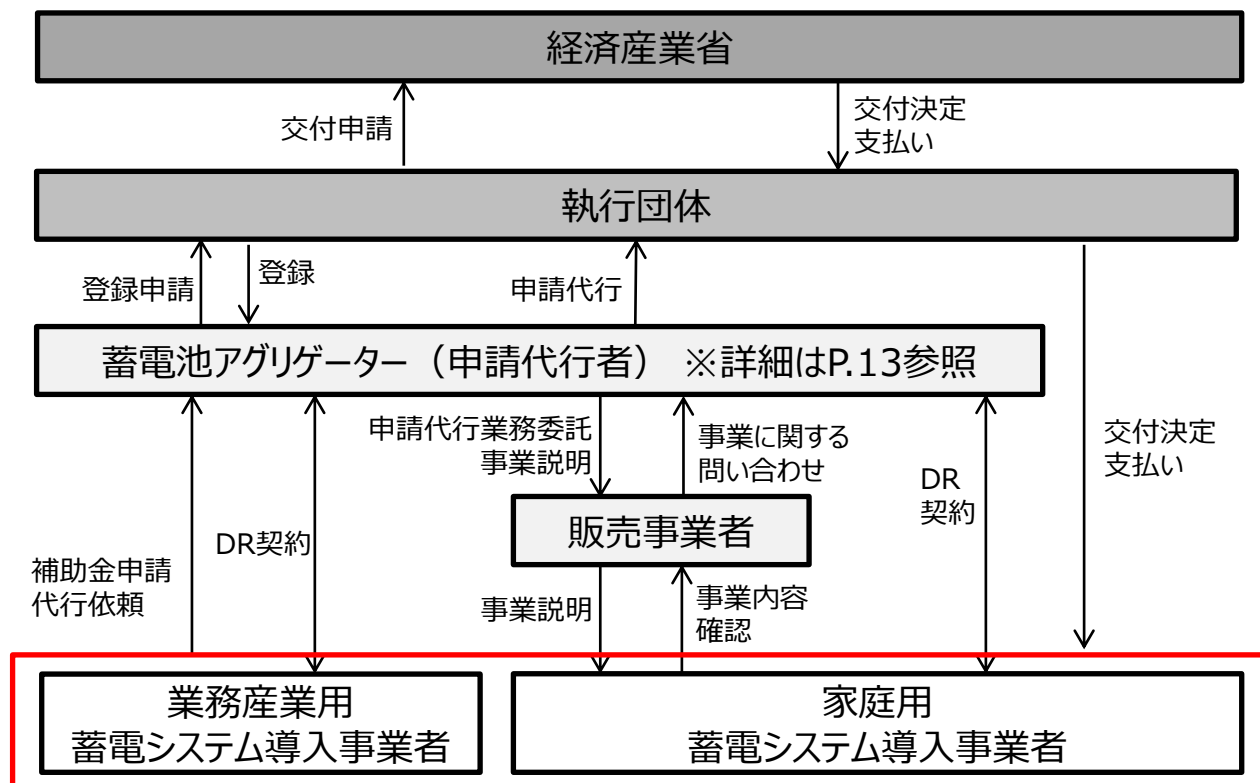 経済産業省
交付申請
交付決定
支払い
執行団体
登録申請
登録
申請代行
蓄電池アグリゲーター（申請代行者） ※詳細はP.13参照
申請代行業務委託
事業説明
事業に関する
問い合わせ
交付決定
支払い
DR
契約
販売事業者
DR契約
補助金申請
代行依頼
事業説明
事業内容
確認
業務産業用
蓄電システム導入事業者
家庭用
蓄電システム導入事業者